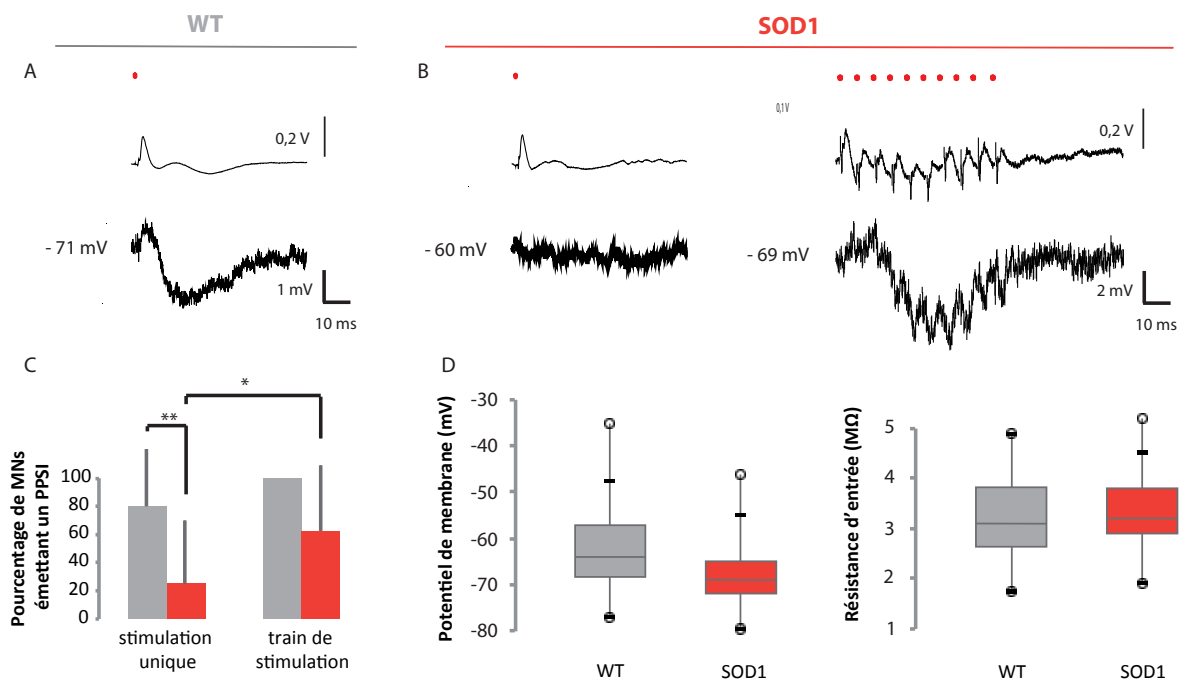 WT
SOD1
A
B
0,2 V
0,1 V
0,2 V
- 71 mV
- 60 mV
- 69 mV
1 mV
10 ms
2 mV
10 ms
C
D
*
**
Pourcentage de MNs
émettant un PPSI
100
80
60
40
20
0
stimulation
unique
train de
stimulation
Potentiel de membrane (mV)
-30
-40
-50
-60
-70
-80
WT
SOD1
Résistance d'entrée (MΩ)
5
4
3
2
1
WT
SOD1